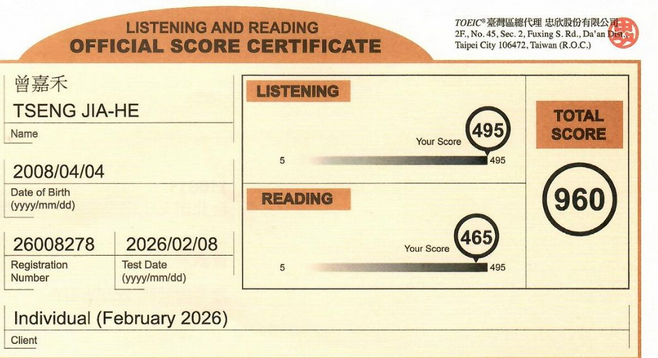 LISTENING AND READING
OFFICIAL SCORE CERTIFICATE
TOEIC® 臺灣區總代理 忠欣股份有限公司
2F., No. 45, Sec. 2, Fuxing S. Rd., Da'an Dist.,
Taipei City 106472, Taiwan (R.O.C.)
曾嘉禾
TSENG JIA-HE
Name
2008/04/04
Date of Birth
(yyyy/mm/dd)
26008278
Registration
Number
2026/02/08
Test Date
(yyyy/mm/dd)
LISTENING
Your Score
495
5
495
READING
Your Score
465
5
495
TOTAL
SCORE
960
Individual (February 2026)
Client